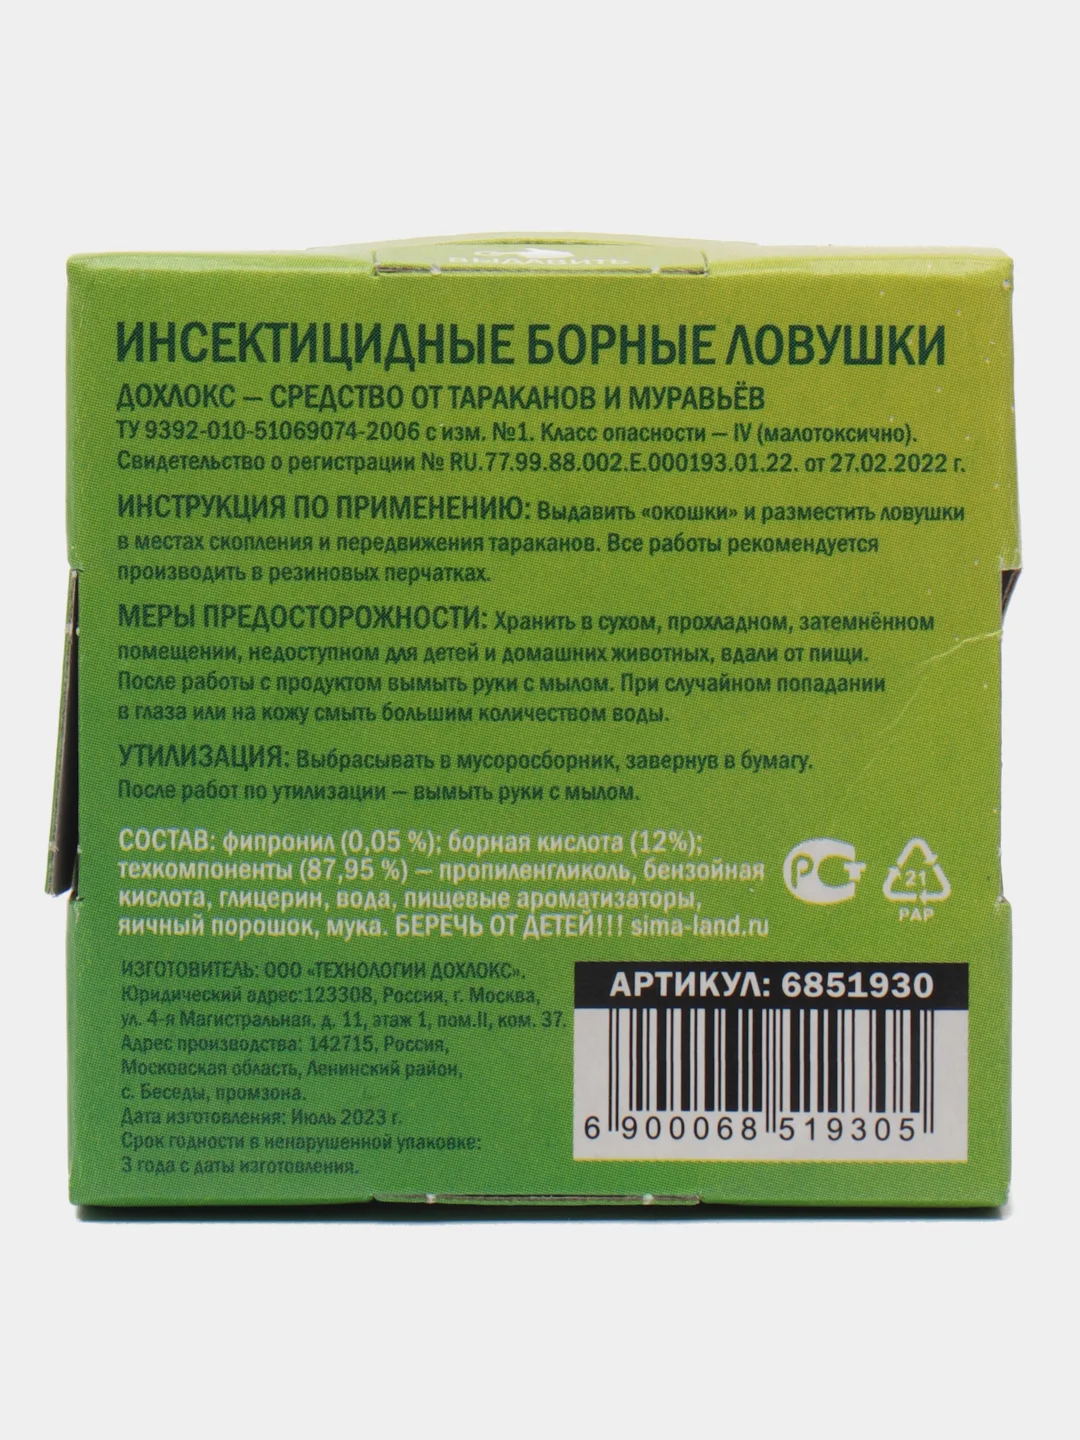 ВЫДАВИТЬ
ИНСЕКТИЦИДНЫЕ БОРНЫЕ ЛОВУШКИ
ДОХЛОКС – СРЕДСТВО ОТ ТАРАКАНОВ И МУРАВЬЁВ
ТУ 9392-010-51069074-2006 с изм. №1. Класс опасности – IV (малотоксично).
Свидетельство о регистрации № RU.77.99.88.002.Е.000193.01.22. от 27.02.2022 г.
ИНСТРУКЦИЯ ПО ПРИМЕНЕНИЮ: Выдавить «окошки» и разместить ловушки
в местах скопления и передвижения тараканов. Все работы рекомендуется
производить в резиновых перчатках.
МЕРЫ ПРЕДОСТОРОЖНОСТИ: Хранить в сухом, прохладном, затемнённом
помещении, недоступном для детей и домашних животных, вдали от пищи.
После работы с продуктом вымыть руки с мылом. При случайном попадании
в глаза или на кожу смыть большим количеством воды.
УТИЛИЗАЦИЯ: Выбрасывать в мусоросборник, завернув в бумагу.
После работ по утилизации – вымыть руки с мылом.
СОСТАВ: фипронил (0,05 %); борная кислота (12%);
техкомпоненты (87,95 %) – пропиленгликоль, бензойная
кислота, глицерин, вода, пищевые ароматизаторы,
яичный порошок, мука. БЕРЕЧЬ ОТ ДЕТЕЙ!!! sima-land.ru
РСТ
21
PAP
ИЗГОТОВИТЕЛЬ: ООО «ТЕХНОЛОГИИ ДОХЛОКС».
Юридический адрес:123308, Россия, г. Москва,
ул. 4-я Магистральная, д. 11, этаж 1, пом.II, ком. 37.
Адрес производства: 142715, Россия,
Московская область, Ленинский район,
с. Беседы, промзона.
Дата изготовления: Июль 2023 г.
Срок годности в ненарушенной упаковке:
3 года с даты изготовления.
АРТИКУЛ: 6851930
6 900068 519305